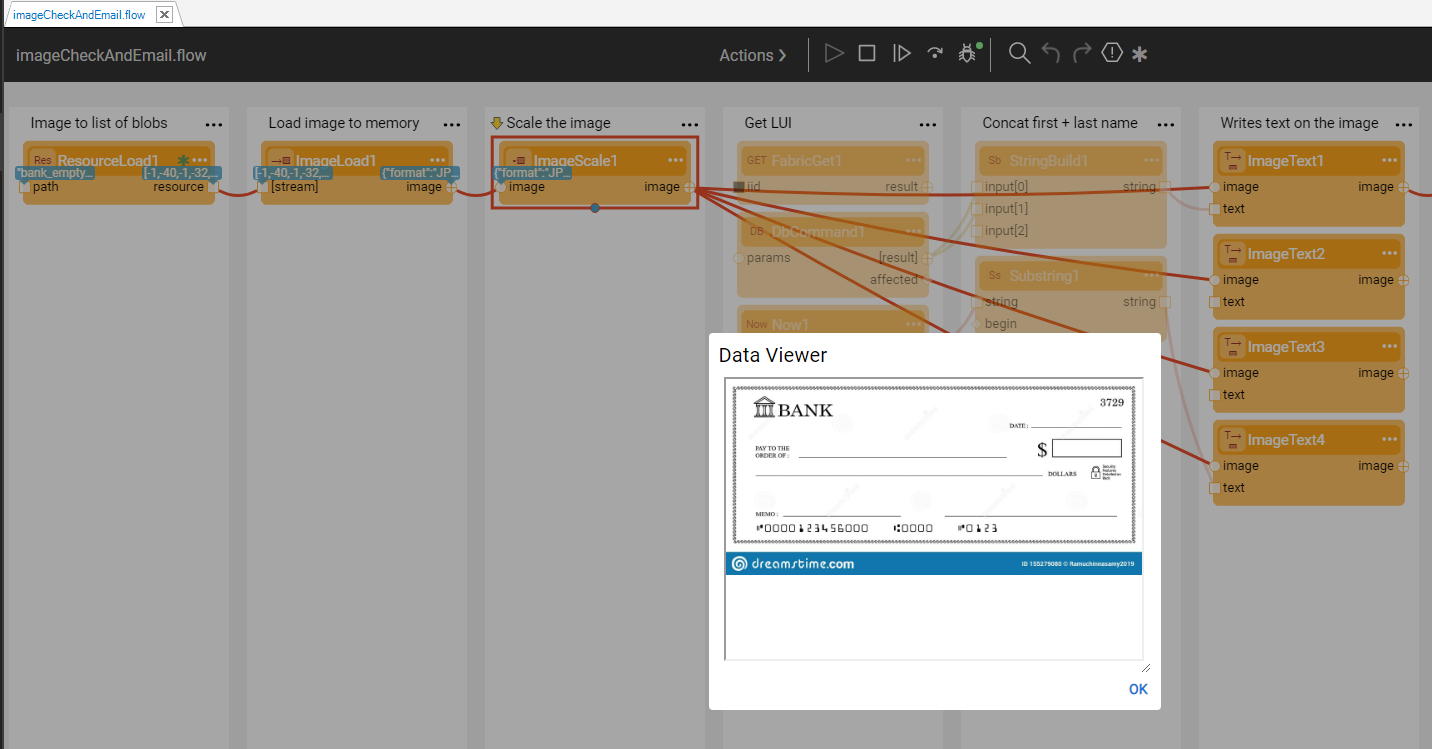 imageCheckAndEmail.flow
imageCheckAndEmail.flow
Actions
Image to list of blobs
Load image to memory
Scale the image
Get LUI
Concat first + last name
Writes text on the image
Res ResourceLoad1
"bank_empty...
[-1,-40,-1,-32,...
path
resource
ImageLoad1
[-1,-40,-1,-32,...
{"format":"JP...
[stream]
image
ImageScale1
{"format":"JP...
image
image
GET FabricGet1
iid
result
DB DbCommand1
params
[result]
affected
Now Now1
Sb StringBuild1
input[0]
string
input[1]
input[2]
Ss Substring1
string
string
begin
T ImageText1
image
image
text
T ImageText2
image
image
text
T ImageText3
image
image
text
T ImageText4
image
image
text
Data Viewer
BANK
3729
DATE:
PAY TO THE
ORDER OF :
$
DOLLARS
MEMO :
0000123456000
0000
0123
dreamstime.com
ID 155279080 © Ramuchinnasamy2019
OK